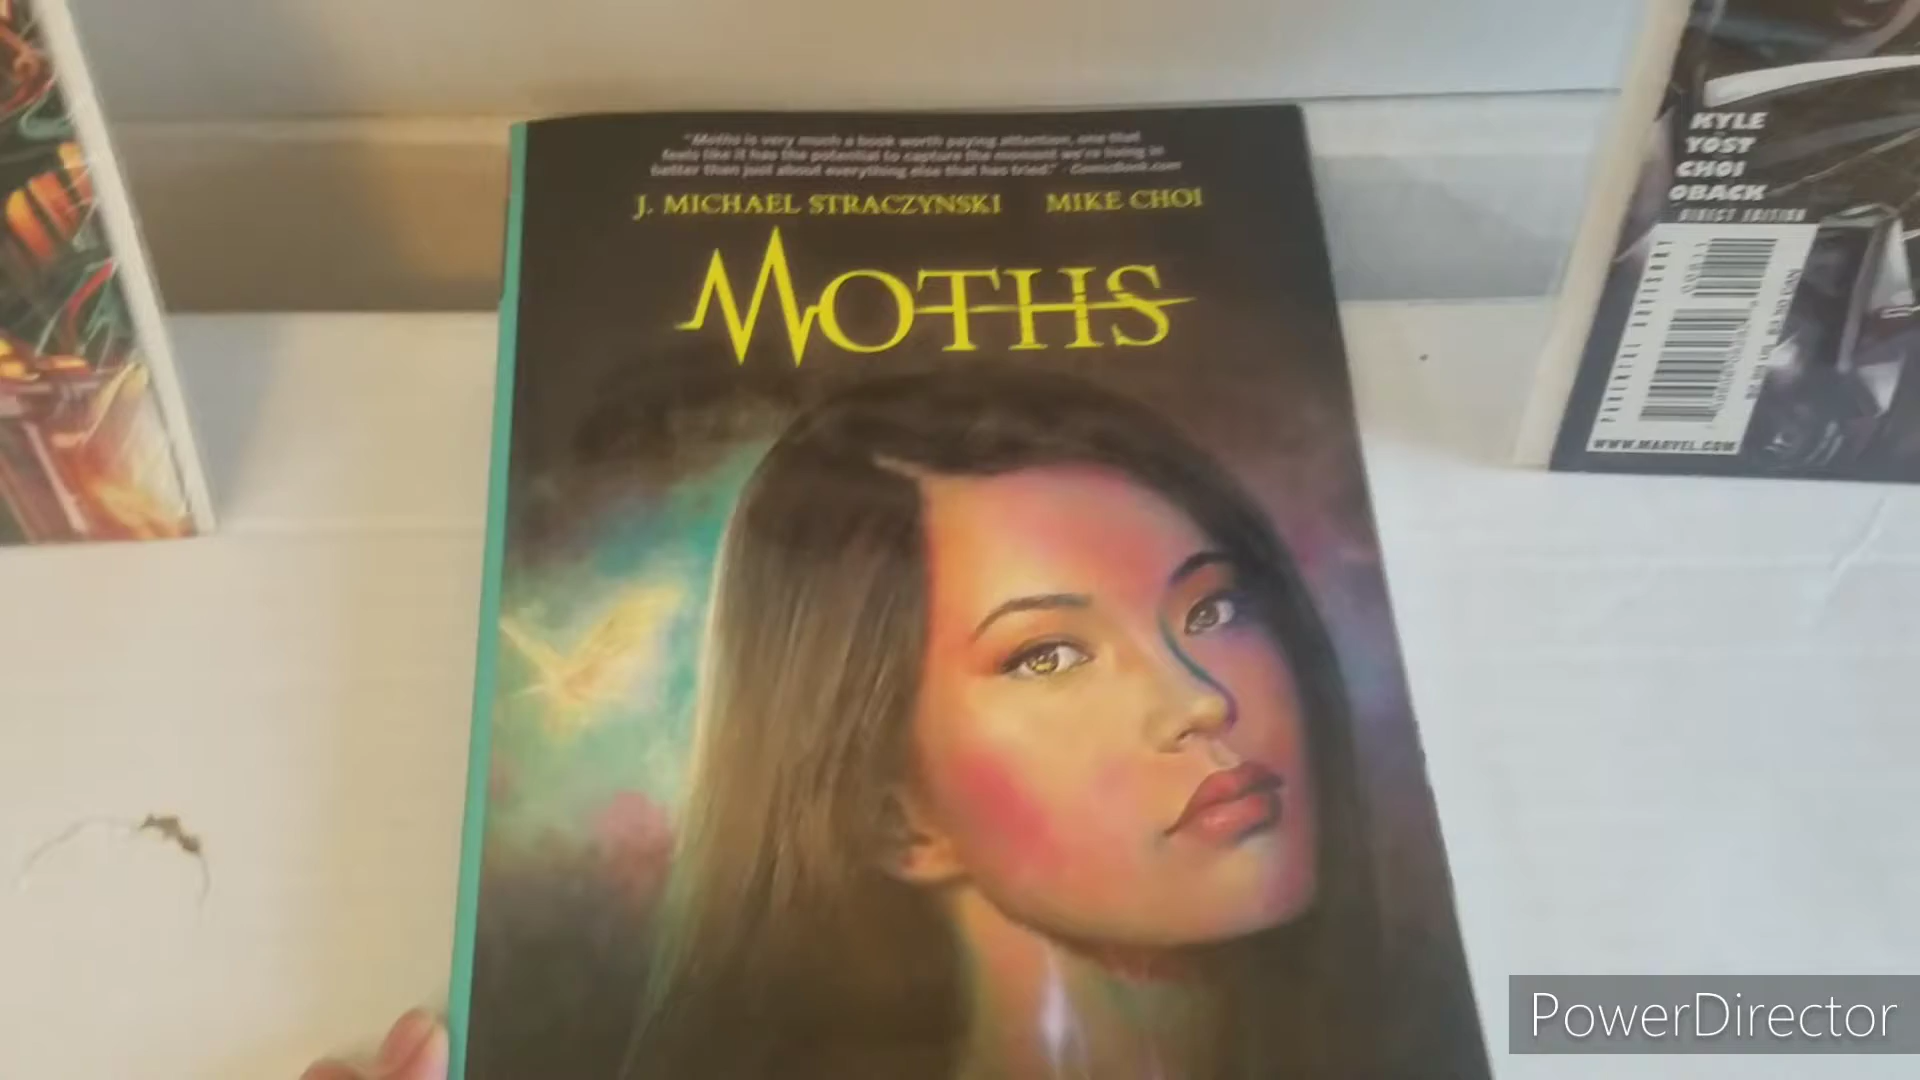 "Moths is very much a book worth paying attention, one that
feels like it has the potential to capture the moment we're living in
better than just about everything else that has tried." - ComicBook.com
J. MICHAEL STRACZYNSKI MIKE CHOI
MOTHS
KYLE
YOST
CHOI
OBACK
DIRECT EDITION
PARENTAL ADVISORY
WWW.MARVEL.COM
PowerDirector